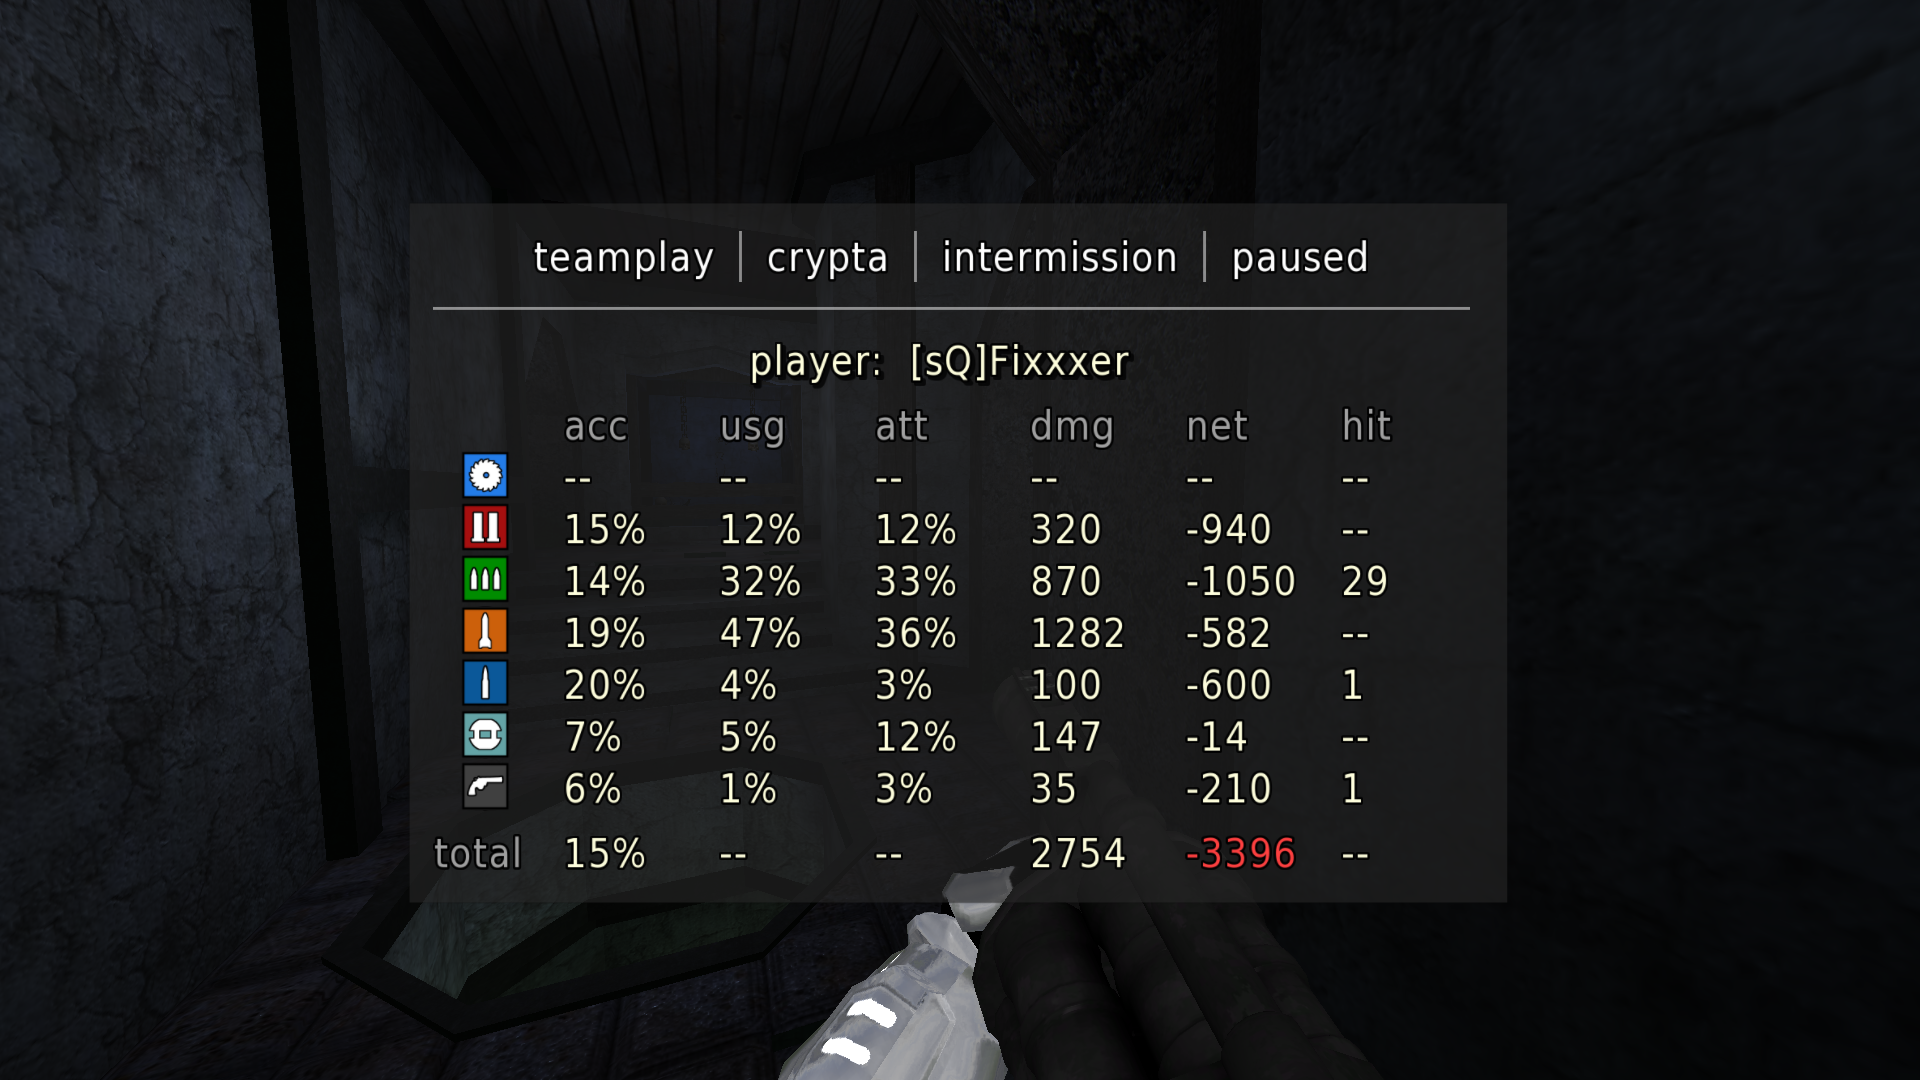 teamplay | crypta | intermission | paused
player: [sQ]Fixxxer
acc usg att dmg net hit
-- -- -- -- -- --
15% 12% 12% 320 -940 --
14% 32% 33% 870 -1050 29
19% 47% 36% 1282 -582 --
20% 4% 3% 100 -600 1
7% 5% 12% 147 -14 --
6% 1% 3% 35 -210 1
total 15% -- -- 2754 -3396 --